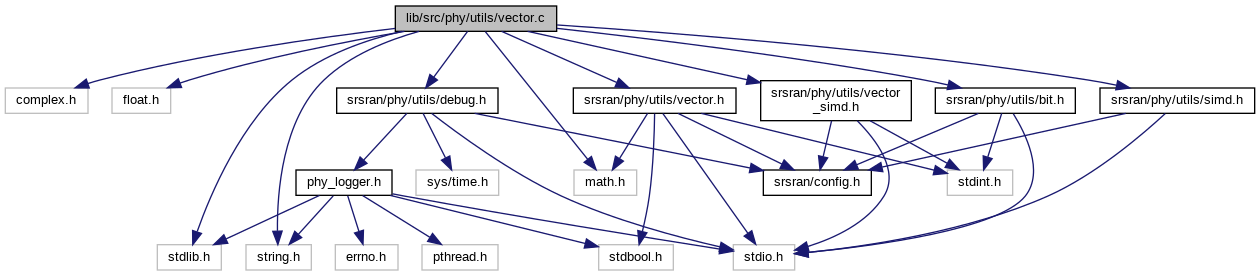 lib/src/phy/utils/vector.c
complex.h
float.h
srsran/phy/utils/debug.h
srsran/phy/utils/vector.h
srsran/phy/utils/vector
_simd.h
srsran/phy/utils/bit.h
srsran/phy/utils/simd.h
phy_logger.h
sys/time.h
math.h
srsran/config.h
stdint.h
stdlib.h
string.h
errno.h
pthread.h
stdbool.h
stdio.h